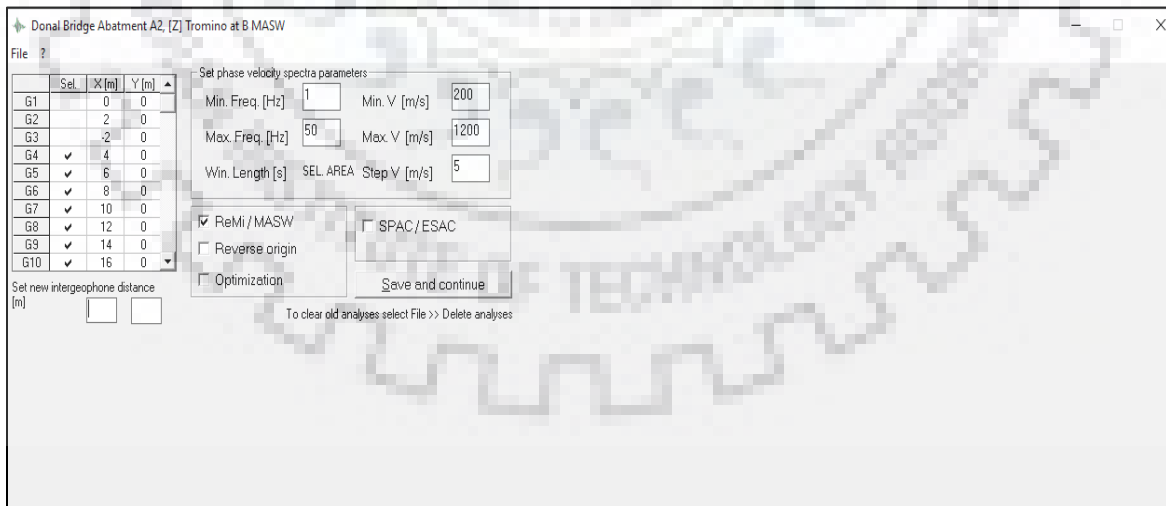 Donal Bridge Abatment A2, [Z] Tromino at B MASW
File ?
Sel. X [m] Y [m]
G1 0 0
G2 2 0
G3 -2 0
G4 ✔ 4 0
G5 ✔ 6 0
G6 ✔ 8 0
G7 ✔ 10 0
G8 ✔ 12 0
G9 ✔ 14 0
G10 ✔ 16 0
Set new intergeophone distance
[m]
Set phase velocity spectra parameters
Min. Freq. [Hz] 1 Min. V [m/s] 200
Max. Freq. [Hz] 50 Max. V [m/s] 1200
Win. Length [s] SEL. AREA Step V [m/s] 5
ReMi / MASW
Reverse origin
Optimization
SPAC / ESAC
Save and continue
To clear old analyses select File >> Delete analyses
OF TECHNOLOGY